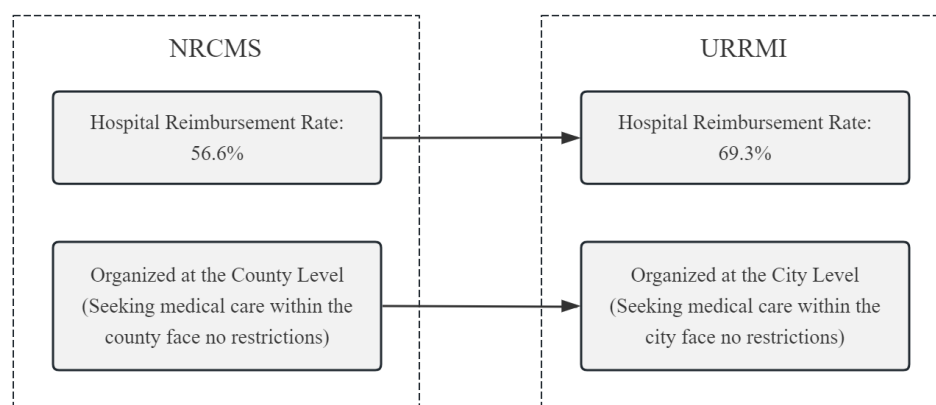 NRCMS
Hospital Reimbursement Rate:
56.6%
Organized at the County Level
(Seeking medical care within the
county face no restrictions)
URRMI
Hospital Reimbursement Rate:
69.3%
Organized at the City Level
(Seeking medical care within the
city face no restrictions)